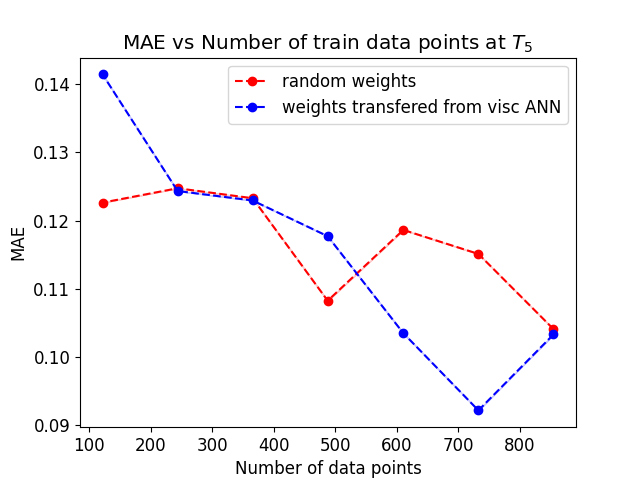 MAE vs Number of train data points at T₅
random weights
weights transfered from visc ANN
0.14
0.13
0.12
0.11
0.10
0.09
MAE
100 200 300 400 500 600 700 800
Number of data points